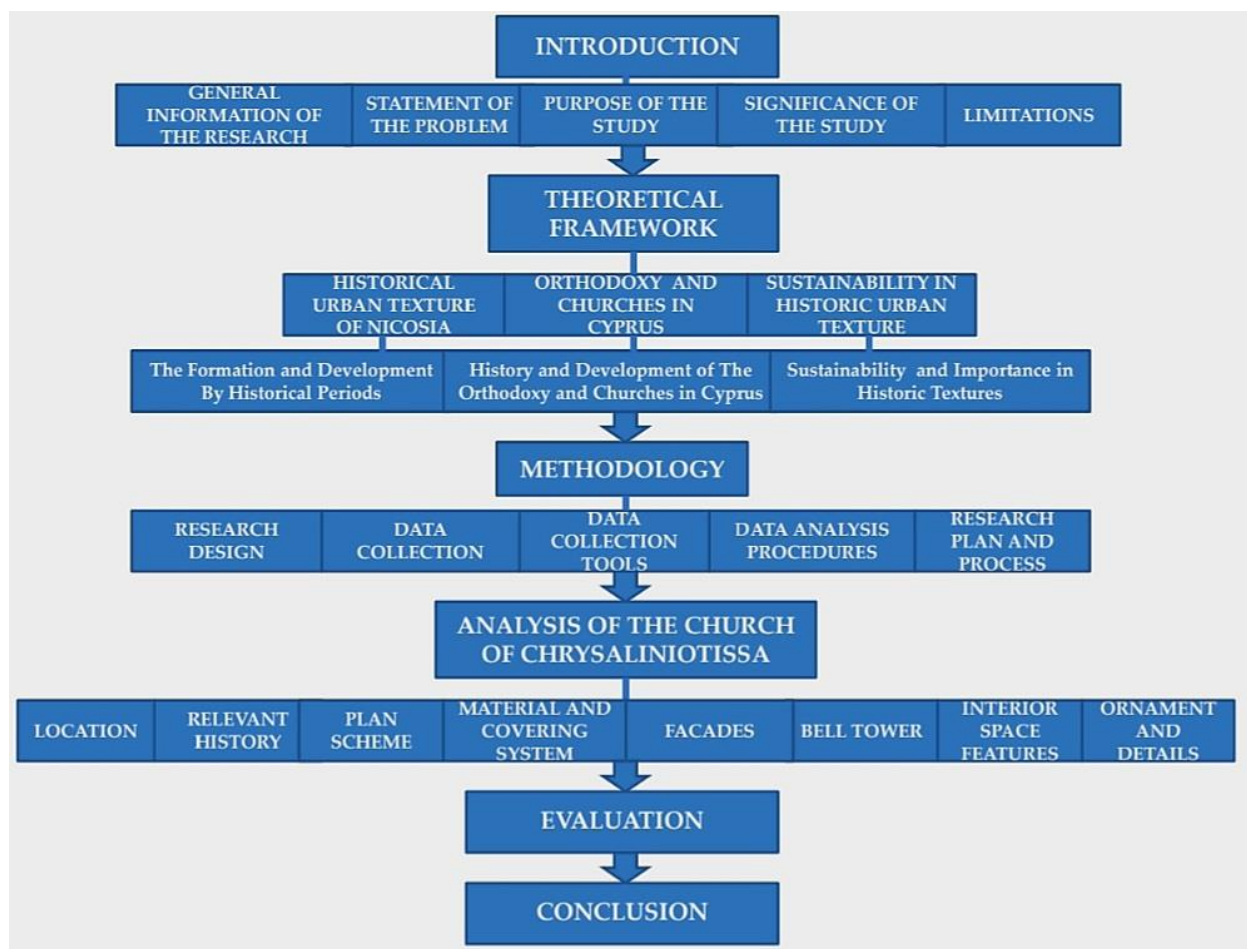 INTRODUCTION
GENERAL
INFORMATION OF
THE RESEARCH
STATEMENT OF
THE PROBLEM
PURPOSE OF THE
STUDY
SIGNIFICANCE OF
THE STUDY
LIMITATIONS
THEORETICAL
FRAMEWORK
HISTORICAL
URBAN TEXTURE
OF NICOSIA
ORTHODOXY AND
CHURCHES IN
CYPRUS
SUSTAINABILITY IN
HISTORIC URBAN
TEXTURE
The Formation and Development
By Historical Periods
History and Development of The
Orthodoxy and Churches in Cyprus
Sustainability and Importance in
Historic Textures
METHODOLOGY
RESEARCH
DESIGN
DATA
COLLECTION
DATA
COLLECTION
TOOLS
DATA ANALYSIS
PROCEDURES
RESEARCH
PLAN AND
PROCESS
ANALYSIS OF THE CHURCH
OF CHRYSALINIOTISSA
LOCATION
RELEVANT
HISTORY
PLAN
SCHEME
MATERIAL AND
COVERING
SYSTEM
FACADES
BELL TOWER
INTERIOR
SPACE
FEATURES
ORNAMENT
AND
DETAILS
EVALUATION
CONCLUSION